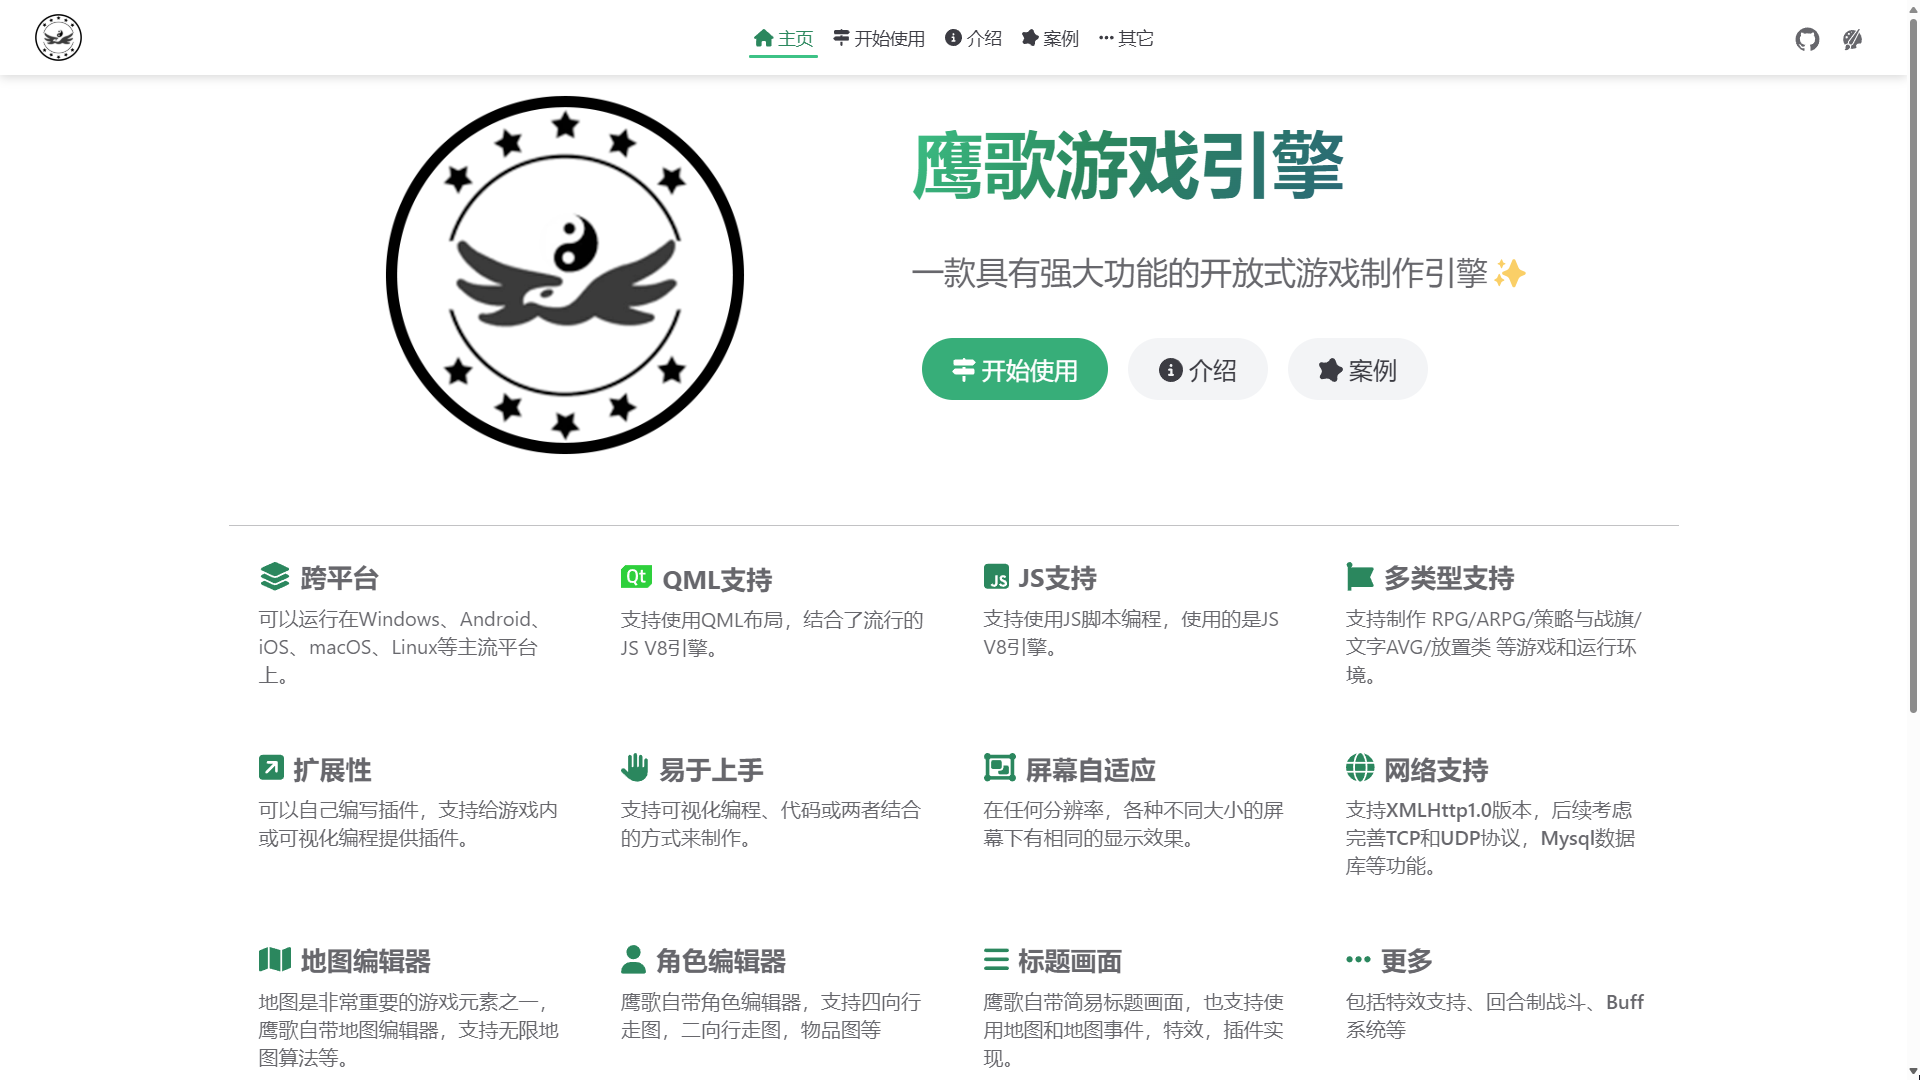 主页 开始使用 介绍 案例 其它
鹰歌游戏引擎
一款具有强大功能的开放式游戏制作引擎✨
开始使用 介绍 案例
跨平台
可以运行在Windows、Android、
iOS、macOS、Linux等主流平台
上。
Qt QML支持
支持使用QML布局，结合了流行的
JS V8引擎。
JS JS支持
支持使用JS脚本编程，使用的是JS
V8引擎。
多类型支持
支持制作 RPG/ARPG/策略与战旗/
文字AVG/放置类 等游戏和运行环
境。
扩展性
可以自己编写插件，支持给游戏内
或可视化编程提供插件。
易于上手
支持可视化编程、代码或两者结合
的方式来制作。
屏幕自适应
在任何分辨率，各种不同大小的屏
幕下有相同的显示效果。
网络支持
支持XMLHttp1.0版本，后续考虑
完善TCP和UDP协议，Mysql数据
库等功能。
地图编辑器
地图是非常重要的游戏元素之一，
鹰歌自带地图编辑器，支持无限地
图算法等。
角色编辑器
鹰歌自带角色编辑器，支持四向行
走图，二向行走图，物品图等
标题画面
鹰歌自带简易标题画面，也支持使
用地图和地图事件，特效，插件实
现。
更多
包括特效支持、回合制战斗、Buff
系统等